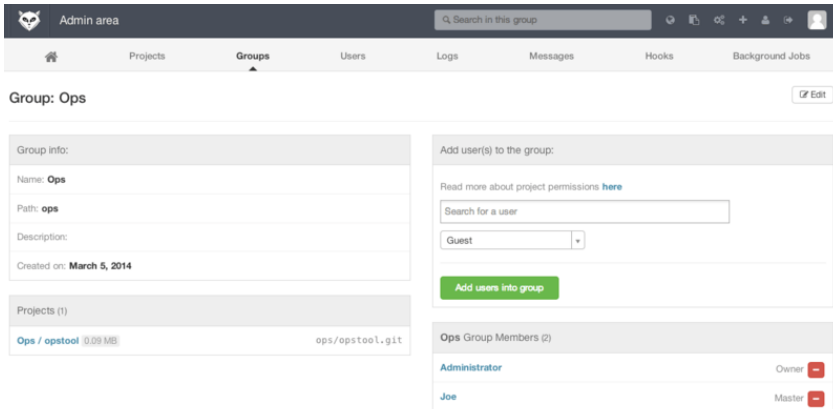 Admin area
Search in this group
Projects
Groups
Users
Logs
Messages
Hooks
Background Jobs
Group: Ops
Edit
Group info:
Name: Ops
Path: ops
Description:
Created on: March 5, 2014
Projects (1)
Ops / opstool 0.09 MB ops/opstool.git
Add user(s) to the group:
Read more about project permissions here
Search for a user
Guest
Add users into group
Ops Group Members (2)
Administrator Owner
Joe Master